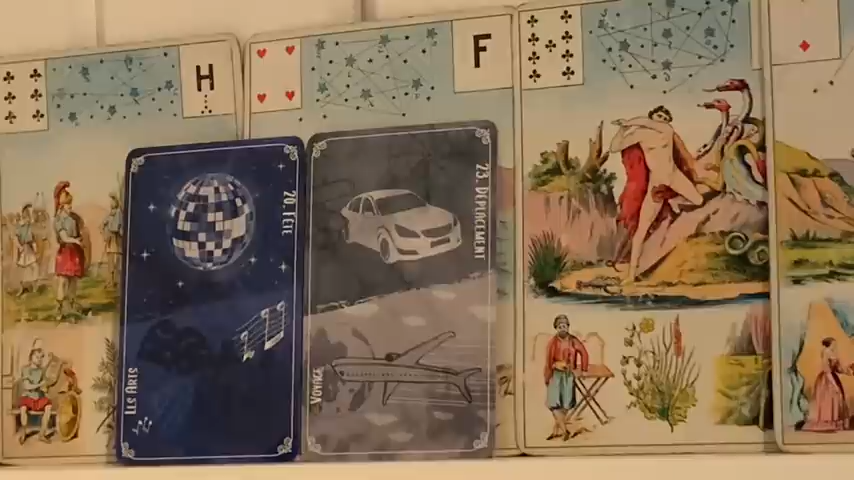 H
F
20. FÊTE
LES ARTS
23. DÉPLACEMENT
VOYAGE